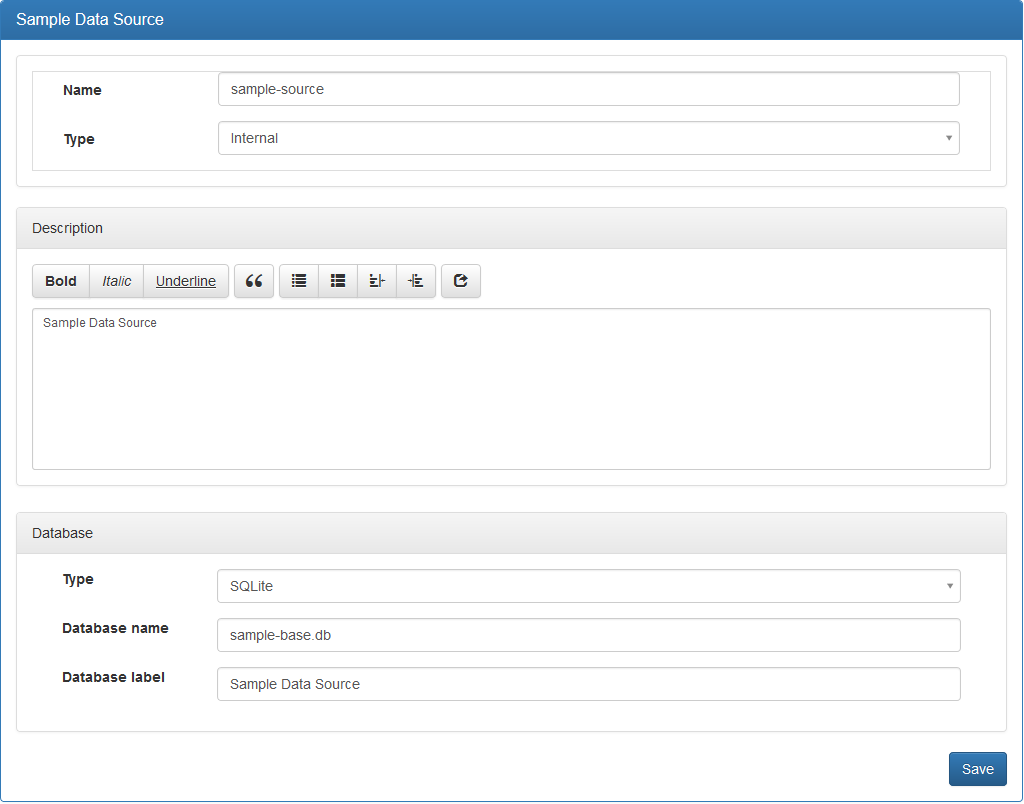 Sample Data Source
Name
sample-source
Type
Internal
Description
Bold Italic Underline
Sample Data Source
Database
Type
SQLite
Database name
sample-base.db
Database label
Sample Data Source
Save